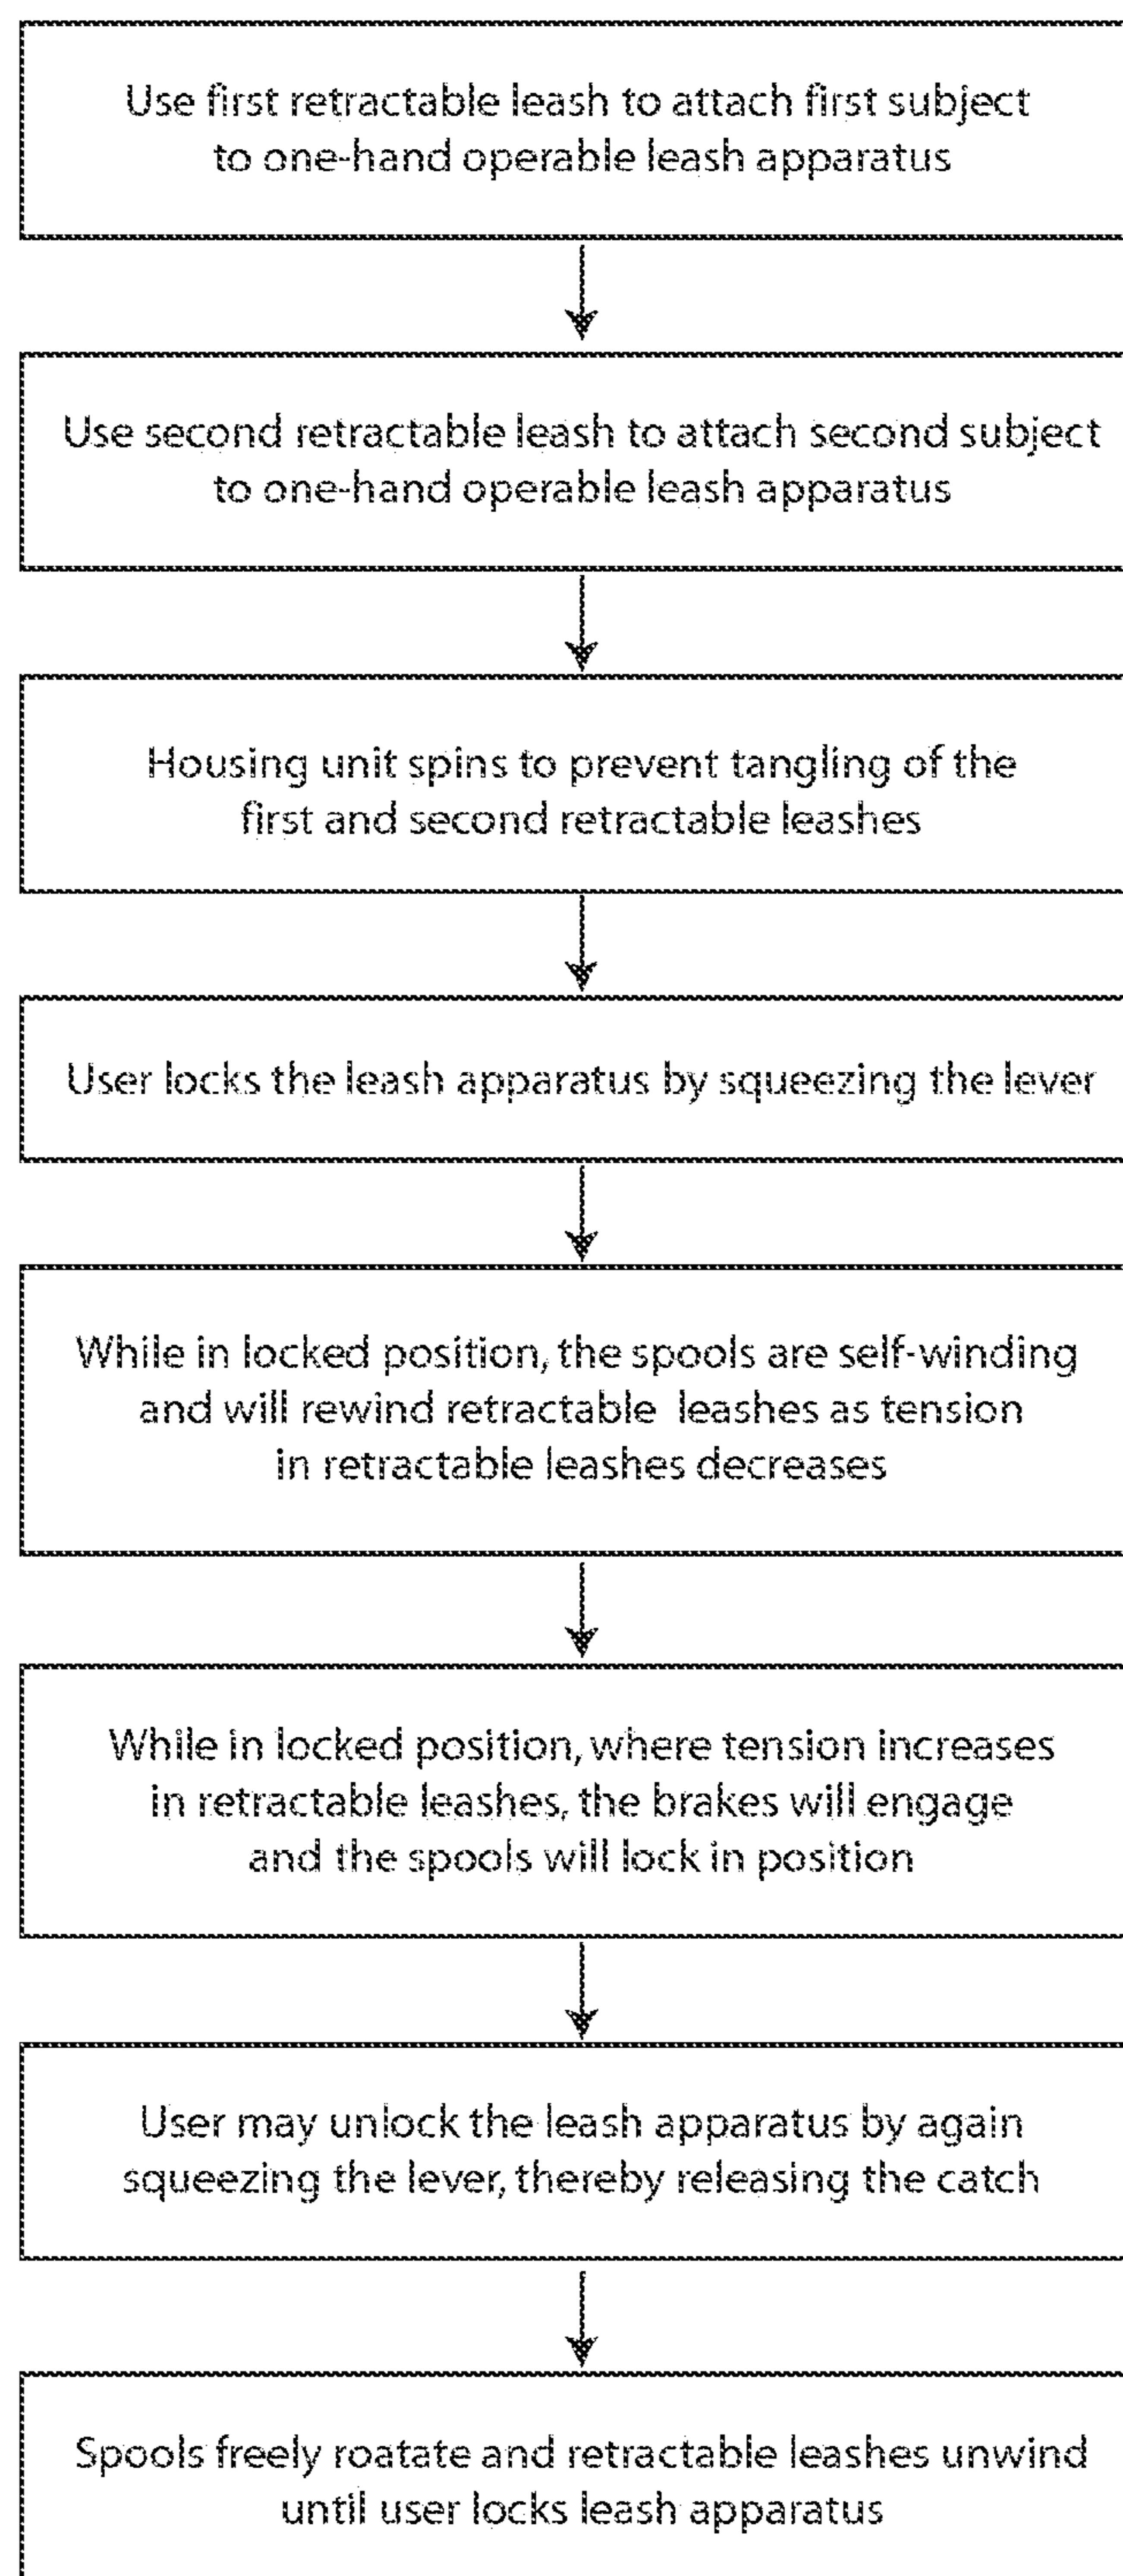 Use first retractable leash to attach first subject
to one-hand operable leash apparatus
Use second retractable leash to attach second subject
to one-hand operable leash apparatus
Housing unit spins to prevent tangling of the
first and second retractable leashes
User locks the leash apparatus by squeezing the lever
While in locked position, the spools are self-winding
and will rewind retractable leashes as tension
in retractable leashes decreases
While in locked position, where tension increases
in retractable leashes, the brakes will engage
and the spools will lock in position
User may unlock the leash apparatus by again
squeezing the lever, thereby releasing the catch
Spools freely roatate and retractable leashes unwind
until user locks leash apparatus